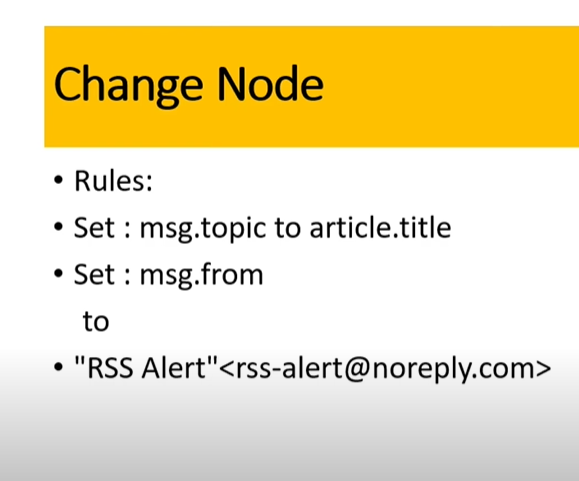 Change Node
• Rules:
• Set : msg.topic to article.title
• Set : msg.from
to
• "RSS Alert"<rss-alert@noreply.com>